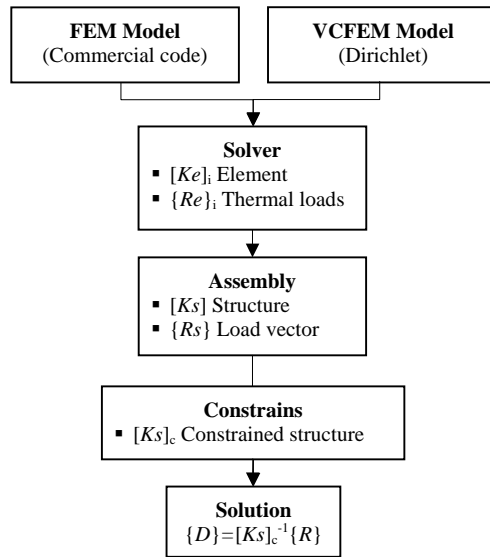 FEM Model
(Commercial code)
VCFEM Model
(Dirichlet)
Solver
▪ [Ke]i Element
▪ {Re}i Thermal loads
Assembly
▪ [Ks] Structure
▪ {Rs} Load vector
Constrains
▪ [Ks]c Constrained structure
Solution
{D}=[Ks]c-1{R}